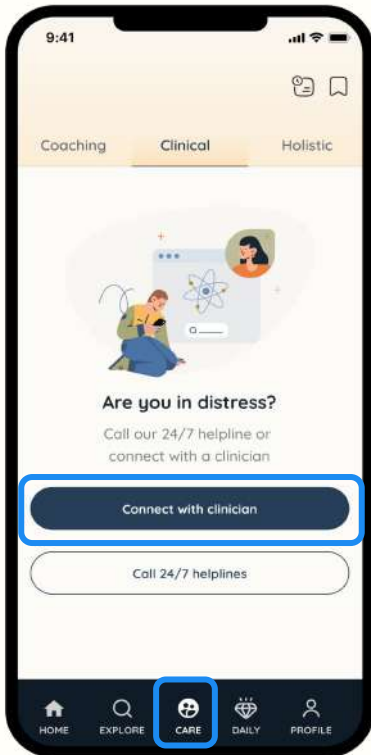 9:41
Coaching Clinical Holistic
Are you in distress?
Call our 24/7 helpline or
connect with a clinician
Connect with clinician
Call 24/7 helplines
HOME EXPLORE CARE DAILY PROFILE